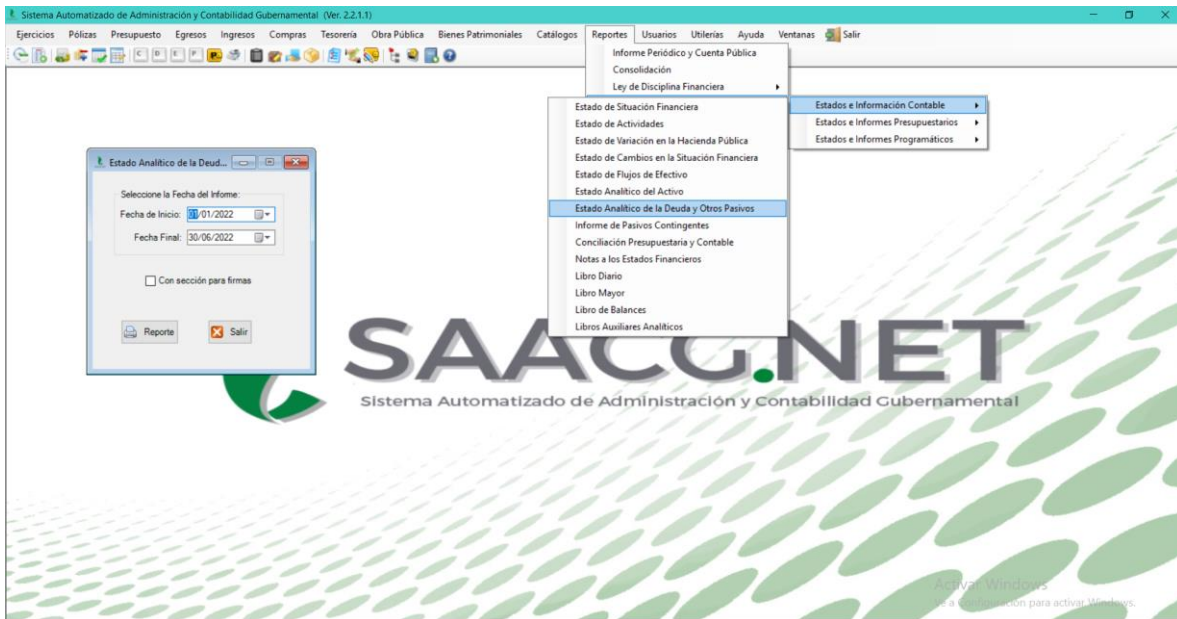 Sistema Automatizado de Administración y Contabilidad Gubernamental (Ver. 2.2.1.1)
Ejercicios Pólizas Presupuesto Egresos Ingresos Compras Tesorería Obra Pública Bienes Patrimoniales Catálogos Reportes Usuarios Utilerías Ayuda Ventanas Salir
C D E P
Informe Periódico y Cuenta Pública
Consolidación
Ley de Disciplina Financiera
Estados e Información Contable
Estados e Informes Presupuestarios
Estados e Informes Programáticos
Estado de Situación Financiera
Estado de Actividades
Estado de Variación en la Hacienda Pública
Estado de Cambios en la Situación Financiera
Estado de Flujos de Efectivo
Estado Analítico del Activo
Estado Analítico de la Deuda y Otros Pasivos
Informe de Pasivos Contingentes
Conciliación Presupuestaria y Contable
Notas a los Estados Financieros
Libro Diario
Libro Mayor
Libro de Balances
Libros Auxiliares Analíticos
Estado Analítico de la Deud...
Seleccione la Fecha del Informe:
Fecha de Inicio: 01/01/2022
Fecha Final: 30/06/2022
Con sección para firmas
Reporte Salir
SAACG.NET
Sistema Automatizado de Administración y Contabilidad Gubernamental
Activar Windows
Ve a Configuración para activar Windows.